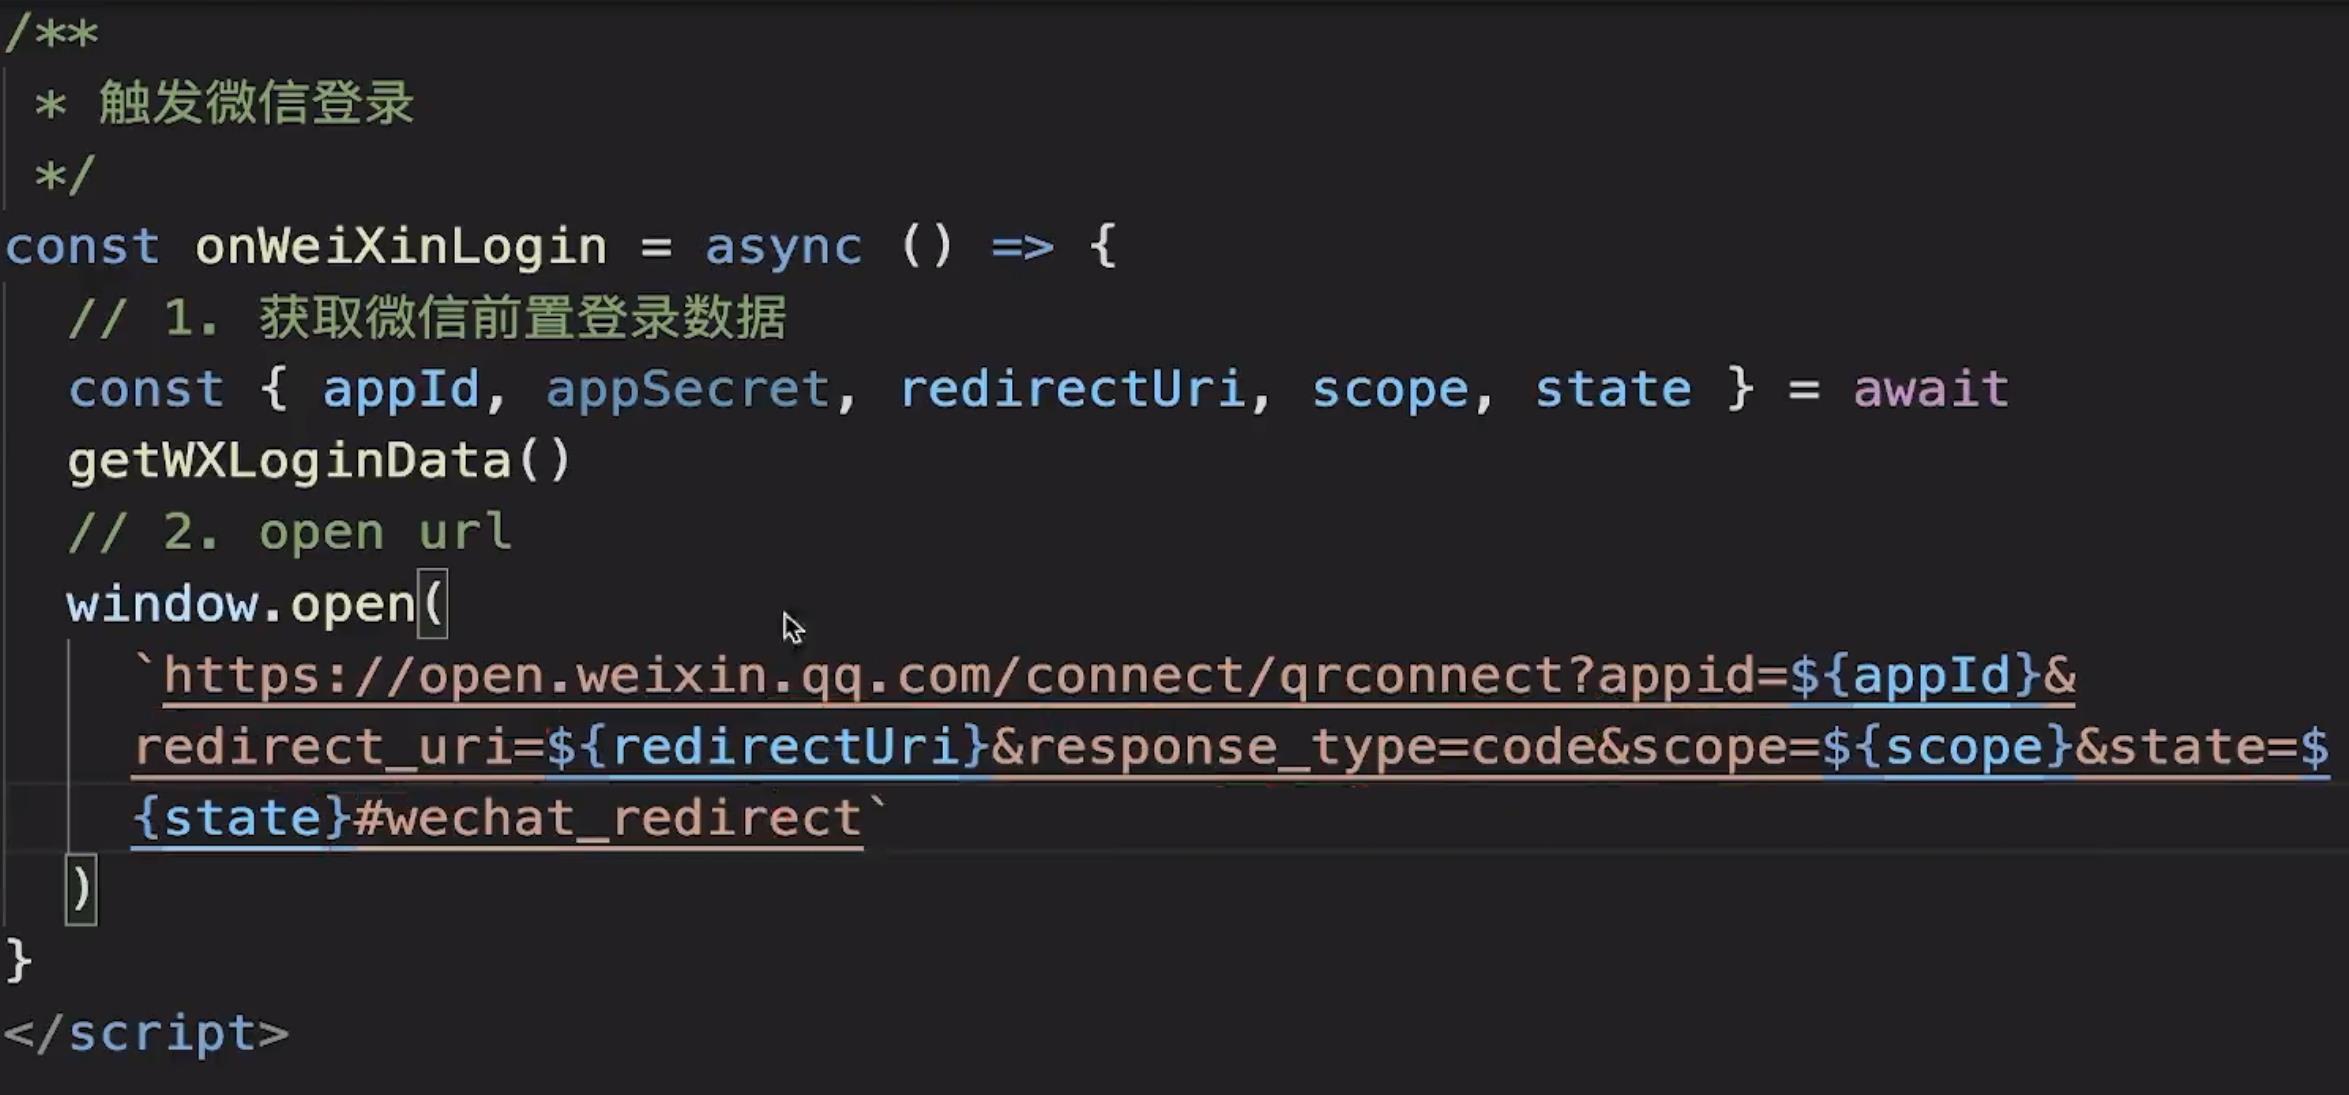 /**
 * 触发微信登录
 */
const onWeiXinLogin = async () => {
  // 1. 获取微信前置登录数据
  const { appId, appSecret, redirectUri, scope, state } = await
  getWXLoginData()
  // 2. open url
  window.open(
    `https://open.weixin.qq.com/connect/qrconnect?appid=${appId}&
    redirect_uri=${redirectUri}&response_type=code&scope=${scope}&state=$
    {state}#wechat_redirect`
  )
}
</script>